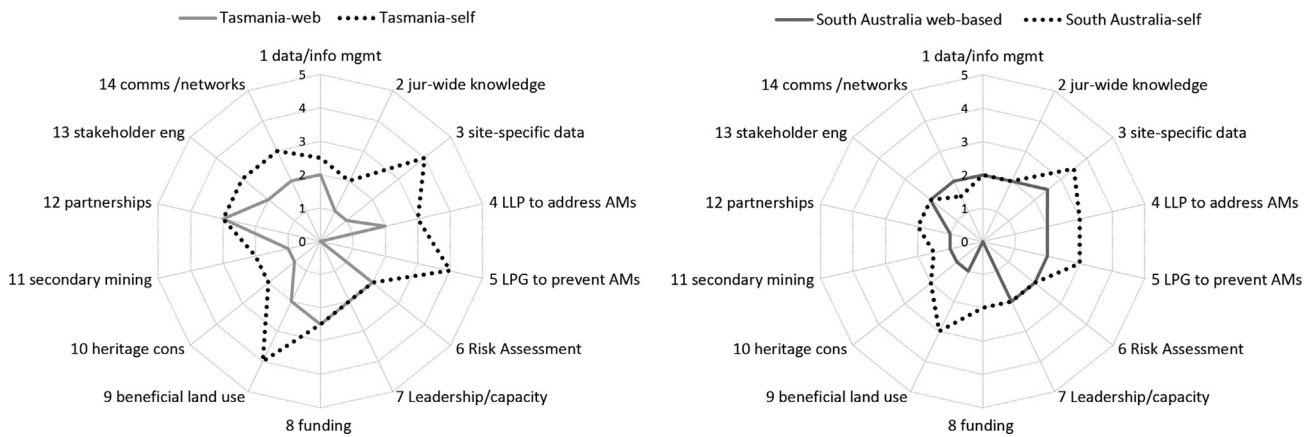 Tasmania-web
Tasmania-self
1 data/info mgmt
14 comms /networks
2 jur-wide knowledge
13 stakeholder eng
3 site-specific data
12 partnerships
4 LLP to address AMs
11 secondary mining
5 LPG to prevent AMs
10 heritage cons
6 Risk Assessment
9 beneficial land use
7 Leadership/capacity
8 funding
5
4
3
2
1
0
South Australia web-based
South Australia-self
1 data/info mgmt
14 comms /networks
2 jur-wide knowledge
13 stakeholder eng
3 site-specific data
12 partnerships
4 LLP to address AMs
11 secondary mining
5 LPG to prevent AMs
10 heritage cons
6 Risk Assessment
9 beneficial land use
7 Leadership/capacity
8 funding
5
4
3
2
1
0